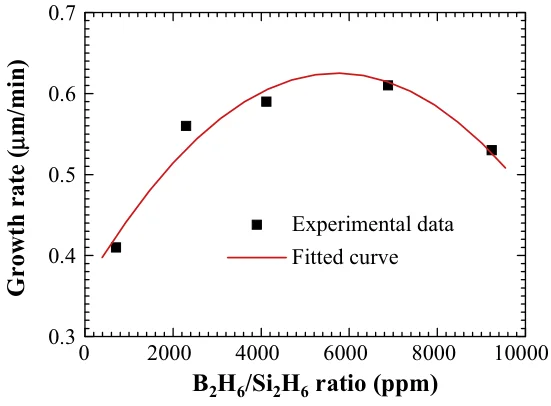 0.7
0.6
0.5
0.4
0.3
Growth rate (μm/min)
Experimental data
Fitted curve
0 2000 4000 6000 8000 10000
B₂H₆/Si₂H₆ ratio (ppm)